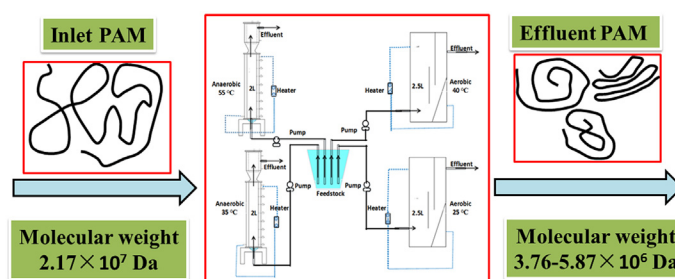 Inlet PAM
Effluent PAM
Effluent
Anaerobic
55 ℃
2L
Heater
Pump
Effluent
2.5L
Aerobic
40 ℃
Heater
Pump
Anaerobic
35 ℃
2L
Effluent
Heater
Pump
Feedstock
Pump
Heater
Effluent
2.5L
Aerobic
25 ℃
Molecular weight
2.17×10⁷ Da
Molecular weight
3.76-5.87×10⁶ Da